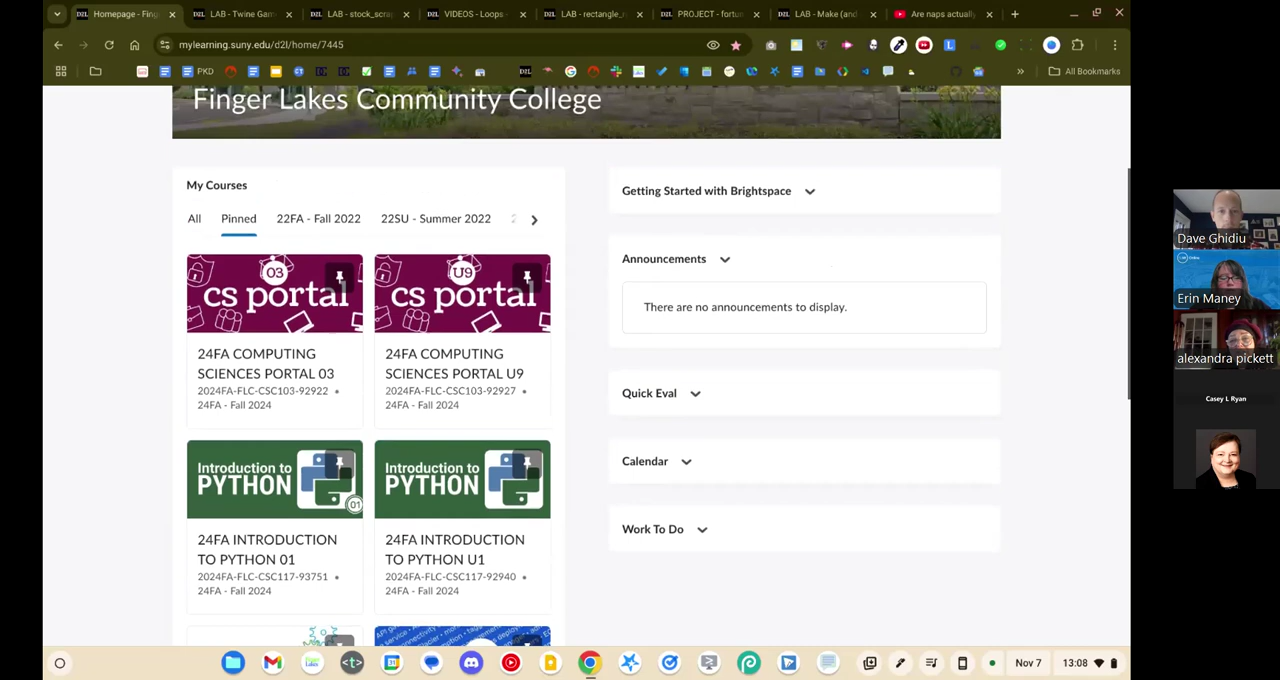 Homepage - Fing
LAB - Twine Gam
LAB - stock_scrap
VIDEOS - Loops -
LAB - rectangle_
PROJECT - fortun
LAB - Make (and
Are naps actually
mylearning.suny.edu/d2l/home/7445
PKD
D2L
All Bookmarks
Finger Lakes Community College
My Courses
All
Pinned
22FA - Fall 2022
22SU - Summer 2022
03
cs portal
24FA COMPUTING
SCIENCES PORTAL 03
2024FA-FLC-CSC103-92922 •
24FA - Fall 2024
U9
cs portal
24FA COMPUTING
SCIENCES PORTAL U9
2024FA-FLC-CSC103-92927 •
24FA - Fall 2024
Introduction to
PYTHON
01
24FA INTRODUCTION
TO PYTHON 01
2024FA-FLC-CSC117-93751 •
24FA - Fall 2024
Introduction to
PYTHON
24FA INTRODUCTION
TO PYTHON U1
2024FA-FLC-CSC117-92940 •
24FA - Fall 2024
Getting Started with Brightspace
Announcements
There are no announcements to display.
Quick Eval
Calendar
Work To Do
Dave Ghidiu
Erin Maney
alexandra pickett
Casey L Ryan
Nov 7
13:08